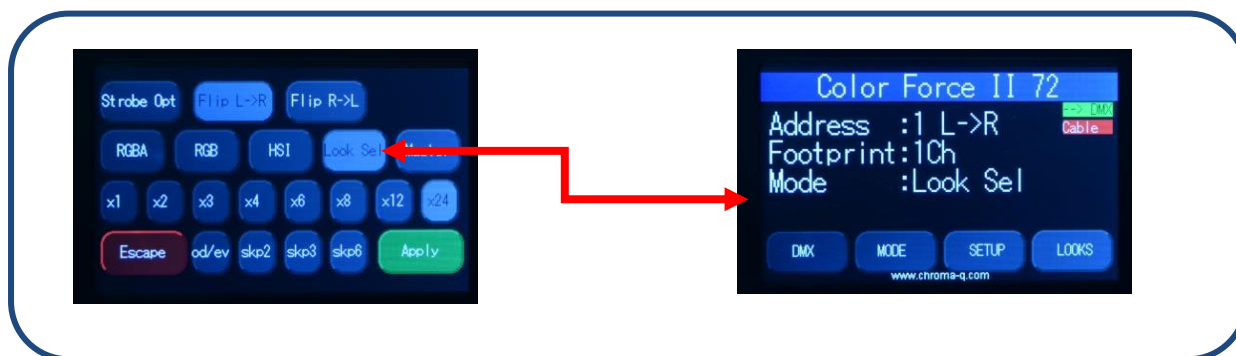 Strobe Opt Flip L->R Flip R->L
RGBA RGB HSI Look Sel
x1 x2 x3 x4 x6 x8 x12 x24
Escape od/ev skp2 skp3 skp6 Apply
Color Force II 72
--> DMX
Address :1 L->R
Cable
Footprint:1Ch
Mode :Look Sel
DMX MODE SETUP LOOKS
www.chroma-q.com